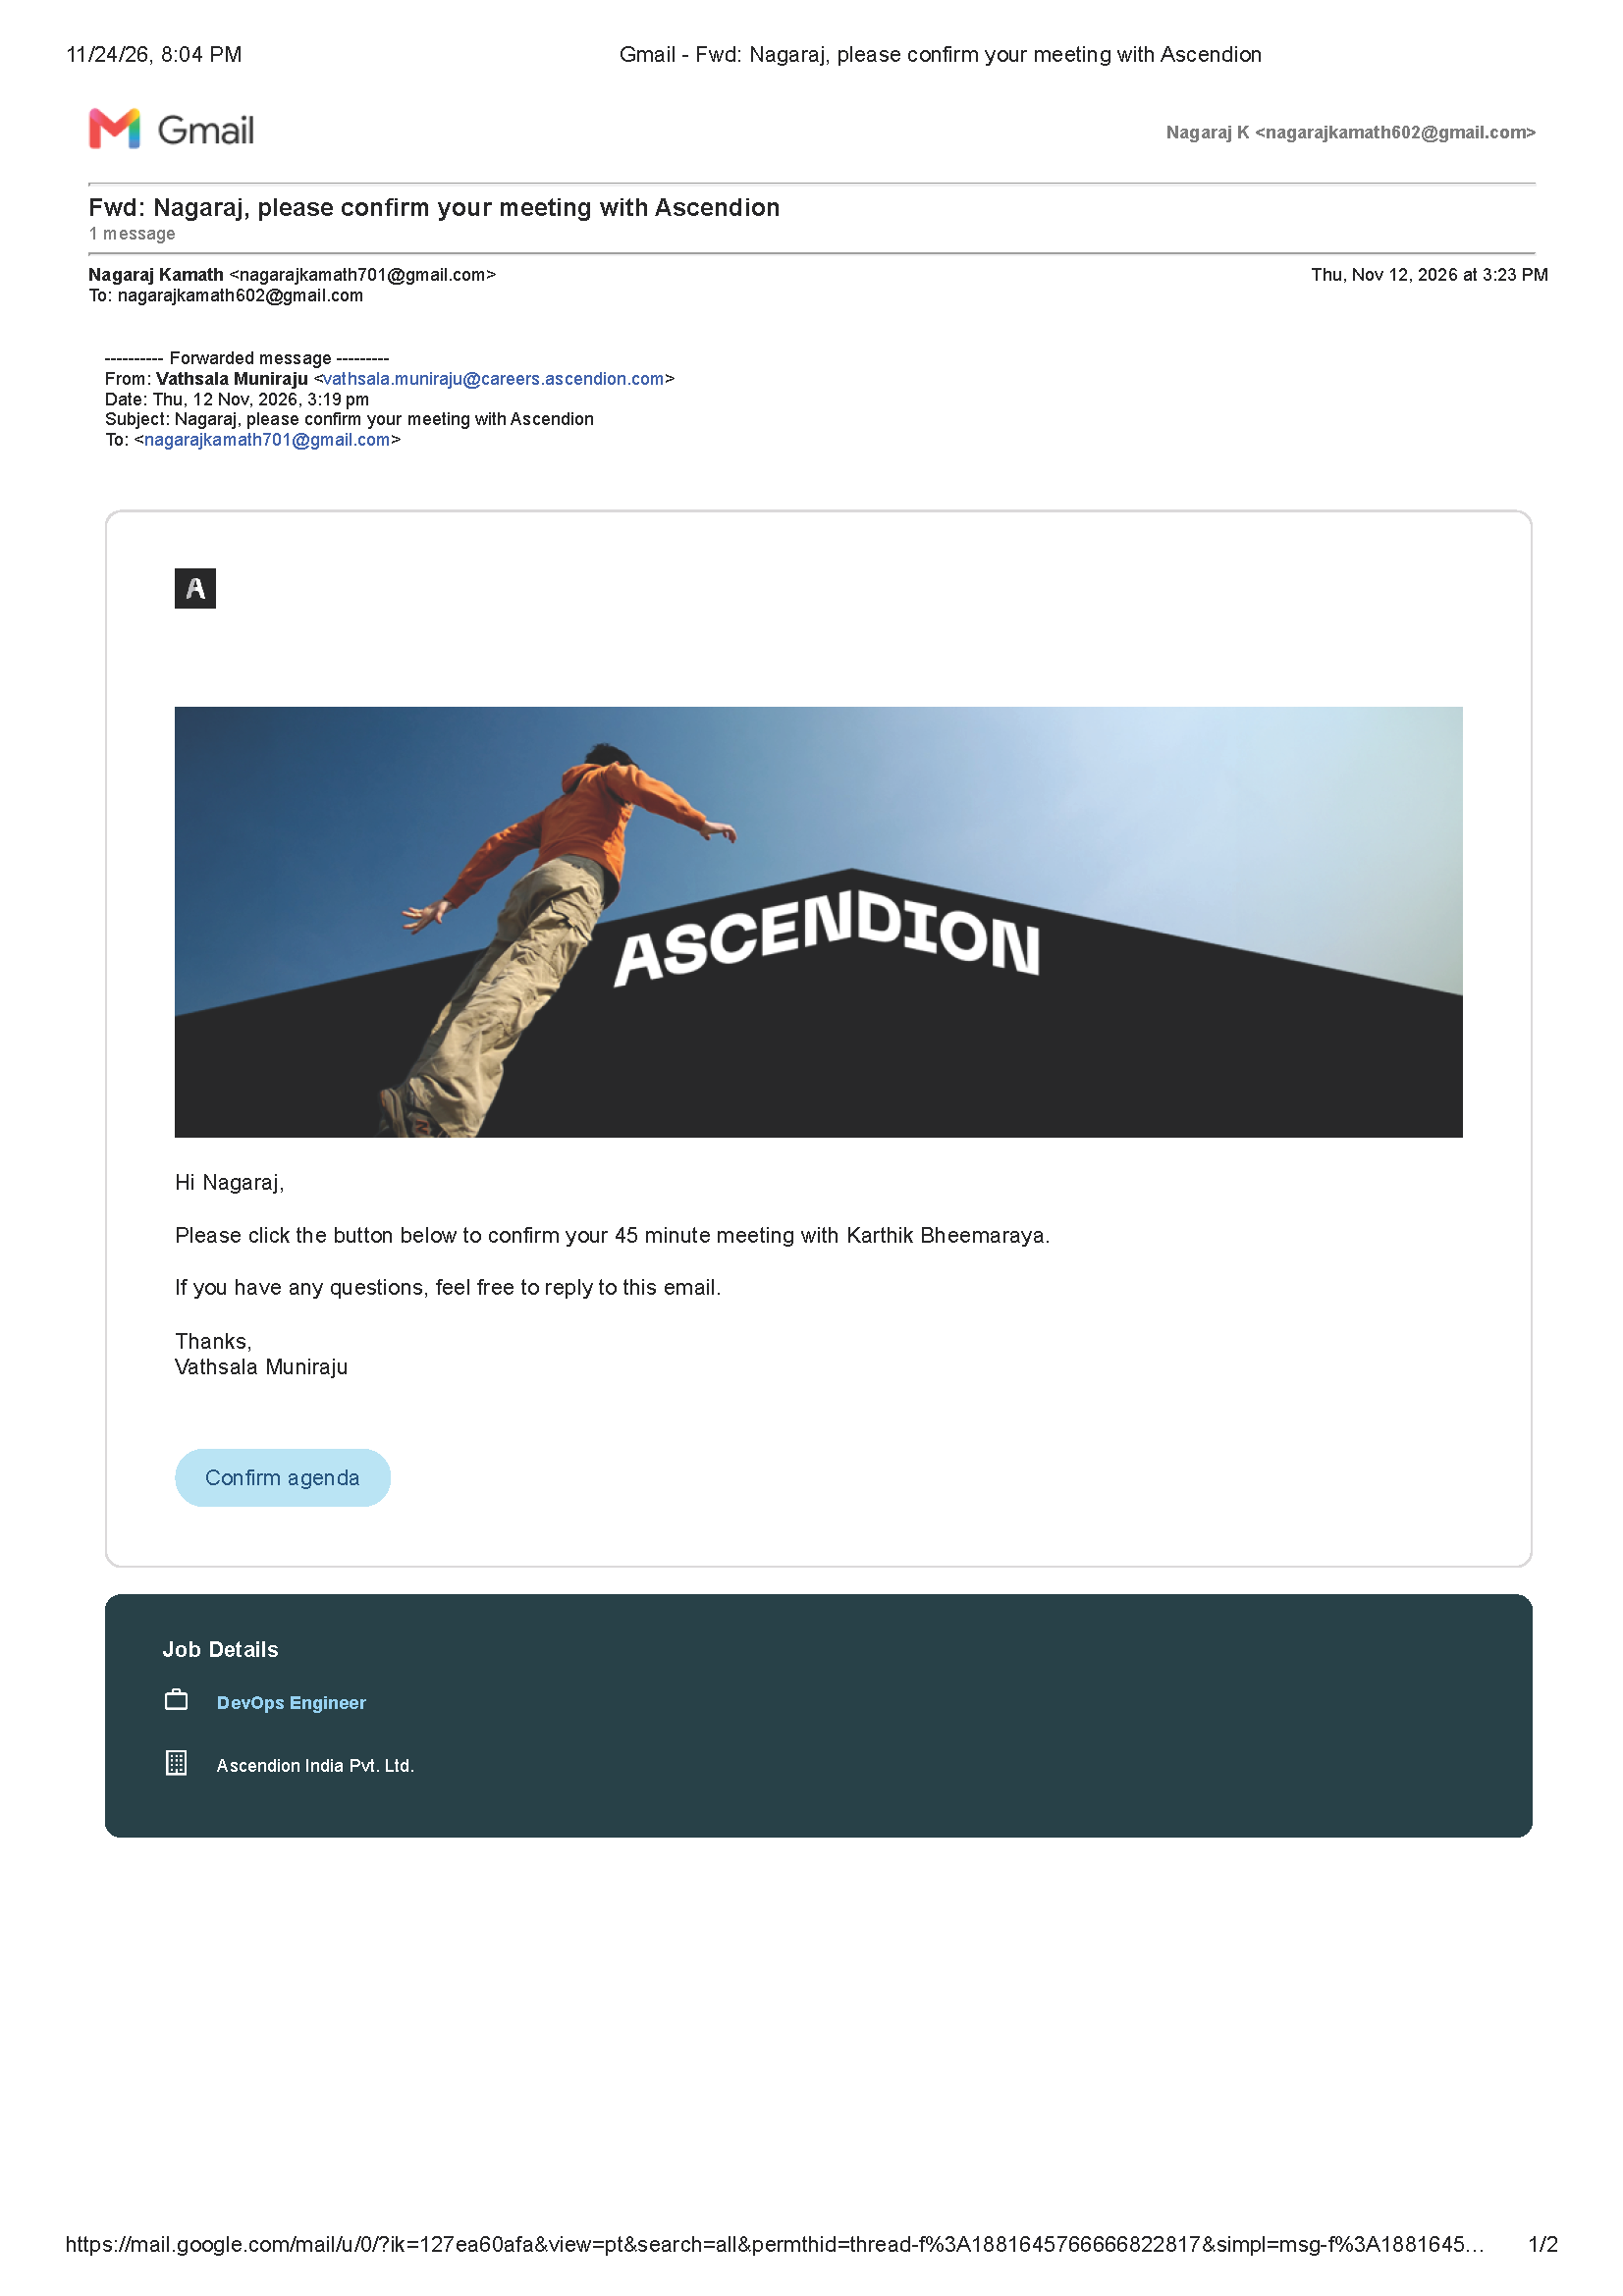 11/24/26, 8:04 PM
Gmail - Fwd: Nagaraj, please confirm your meeting with Ascendion
Gmail
Nagaraj K <nagarajkamath602@gmail.com>
Fwd: Nagaraj, please confirm your meeting with Ascendion
1 message
Nagaraj Kamath <nagarajkamath701@gmail.com>
Thu, Nov 12, 2026 at 3:23 PM
To: nagarajkamath602@gmail.com
---------- Forwarded message ---------
From: Vathsala Muniraju <vathsala.muniraju@careers.ascendion.com>
Date: Thu, 12 Nov, 2026, 3:19 pm
Subject: Nagaraj, please confirm your meeting with Ascendion
To: <nagarajkamath701@gmail.com>
A
ASCENDION
Hi Nagaraj,
Please click the button below to confirm your 45 minute meeting with Karthik Bheemaraya.
If you have any questions, feel free to reply to this email.
Thanks,
Vathsala Muniraju
Confirm agenda
Job Details
DevOps Engineer
Ascendion India Pvt. Ltd.
https://mail.google.com/mail/u/0/?ik=127ea60afa&view=pt&search=all&permthid=thread-f%3A1881645766666822817&simpl=msg-f%3A1881645…
1/2